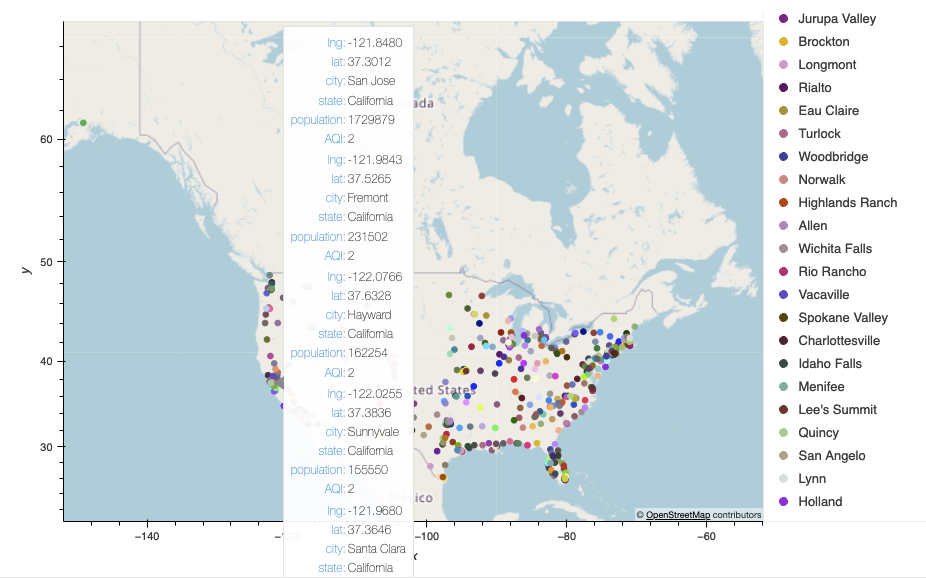 lng: -121.8480
lat: 37.3012
city: San Jose
state: California
population: 1729879
AQI: 2
lng: -121.9843
lat: 37.5265
city: Fremont
state: California
population: 231502
AQI: 2
lng: -122.0766
lat: 37.6328
city: Hayward
state: California
population: 162254
AQI: 2
lng: -122.0255
lat: 37.3836
city: Sunnyvale
state: California
population: 155550
AQI: 2
lng: -121.9680
lat: 37.3646
city: Santa Clara
state: California
ada
ted States
Mexico
y
60
50
40
30
−140
−120
−100
−80
−60
x
© OpenStreetMap contributors
Jurupa Valley
Brockton
Longmont
Rialto
Eau Claire
Turlock
Woodbridge
Norwalk
Highlands Ranch
Allen
Wichita Falls
Rio Rancho
Vacaville
Spokane Valley
Charlottesville
Idaho Falls
Menifee
Lee's Summit
Quincy
San Angelo
Lynn
Holland